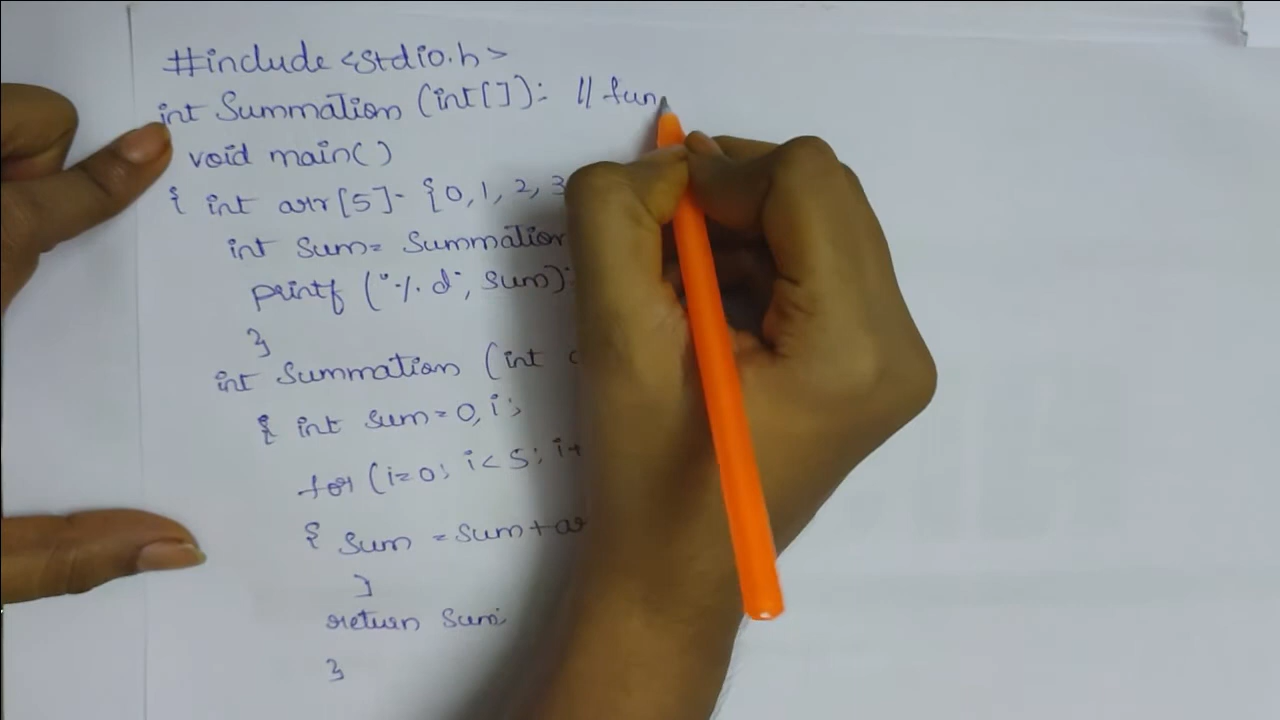 #include <stdio.h>
int Summation (int[]); // fun
void main()
{ int arr[5]= {0, 1, 2, 3
int sum= Summation
printf ("%d", sum);
}
int Summation (int
{ int sum=0, i;
for (i=0; i<5; i+
{ sum = sum+ar
}
return sum;
}